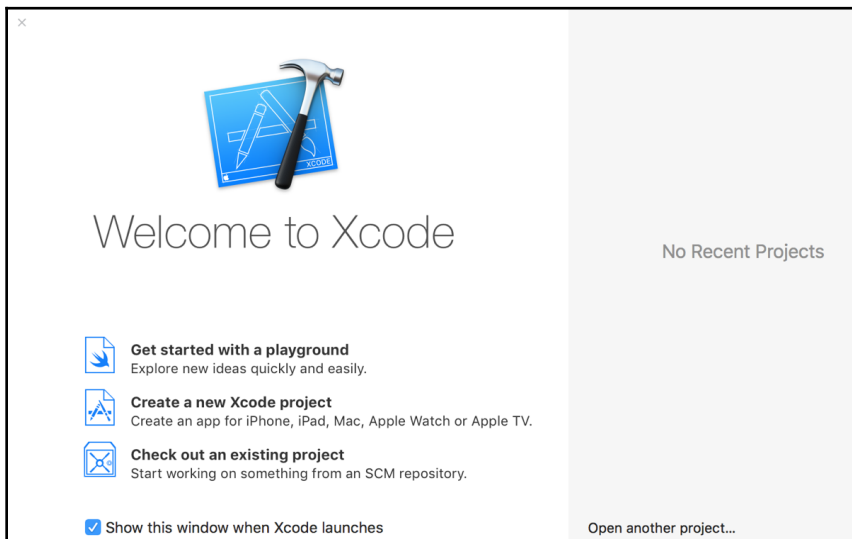 XCODE
Welcome to Xcode
No Recent Projects
Get started with a playground
Explore new ideas quickly and easily.
Create a new Xcode project
Create an app for iPhone, iPad, Mac, Apple Watch or Apple TV.
Check out an existing project
Start working on something from an SCM repository.
Show this window when Xcode launches
Open another project...